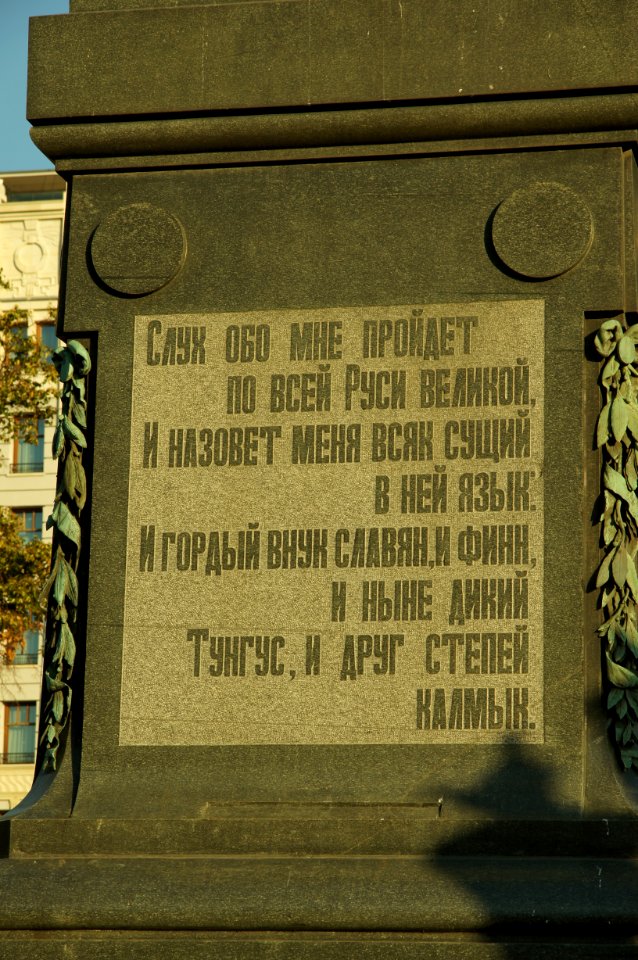 Слух обо мне пройдет
по всей Руси великой,
И назовет меня всяк сущий
в ней язык.
И гордый внук славян, и финн,
и ныне дикий
Тунгус, и друг степей
калмык.